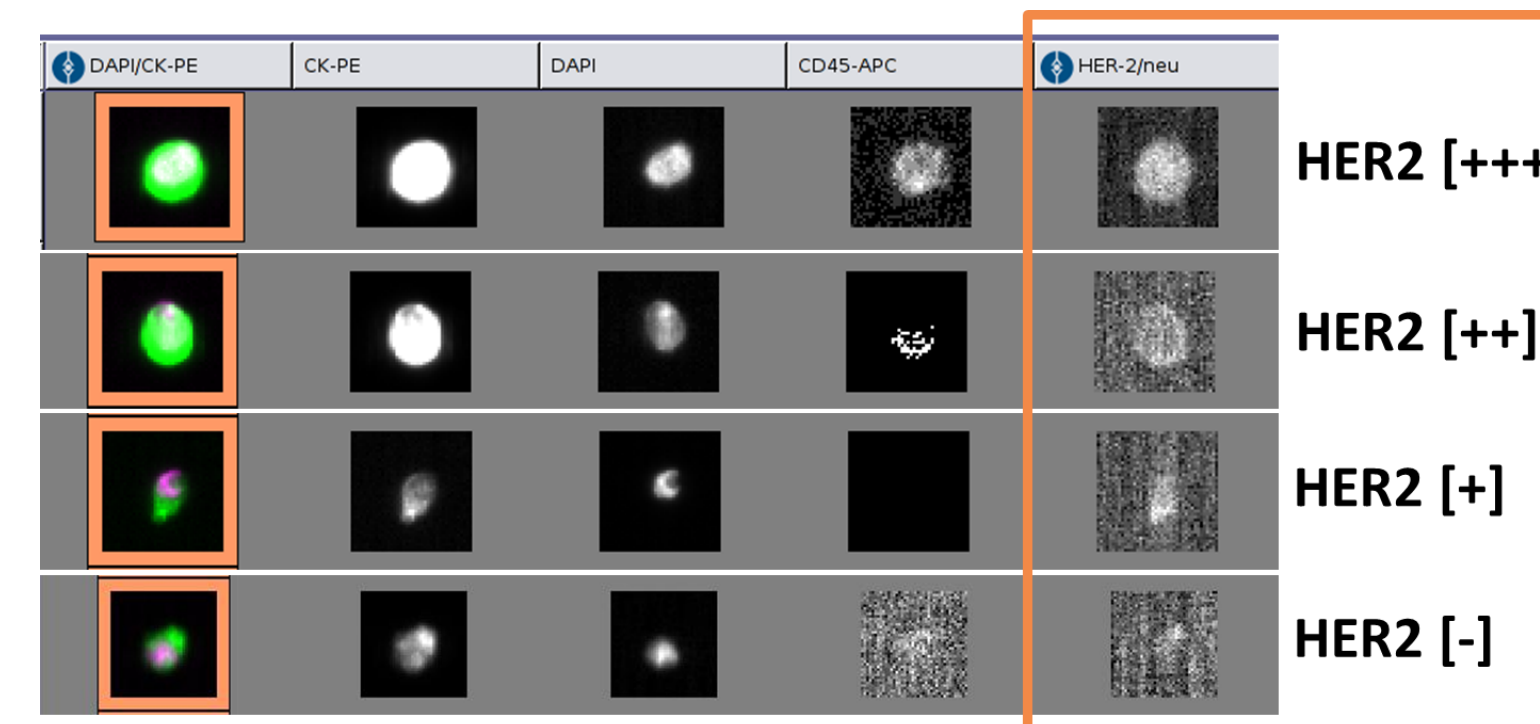 DAPI/CK-PE CK-PE DAPI CD45-APC HER-2/neu
HER2 [+++
HER2 [++]
HER2 [+]
HER2 [-]